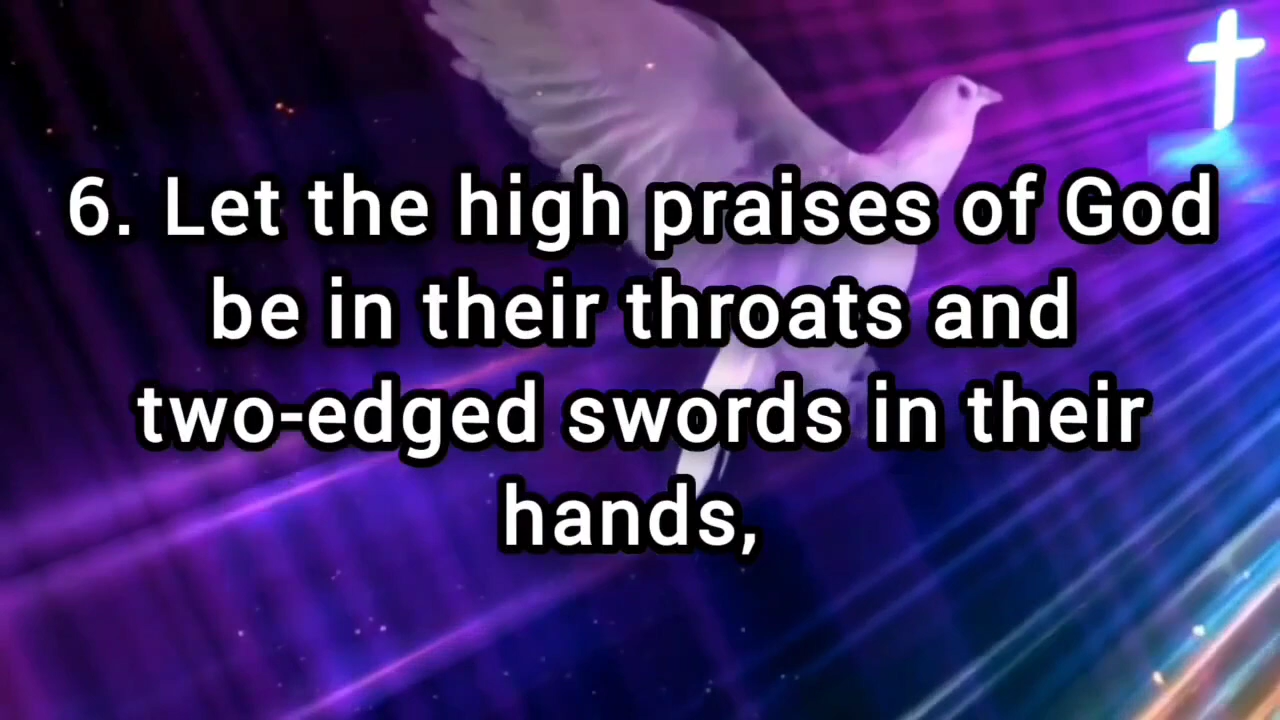 6. Let the high praises of God
be in their throats and
two-edged swords in their
hands,